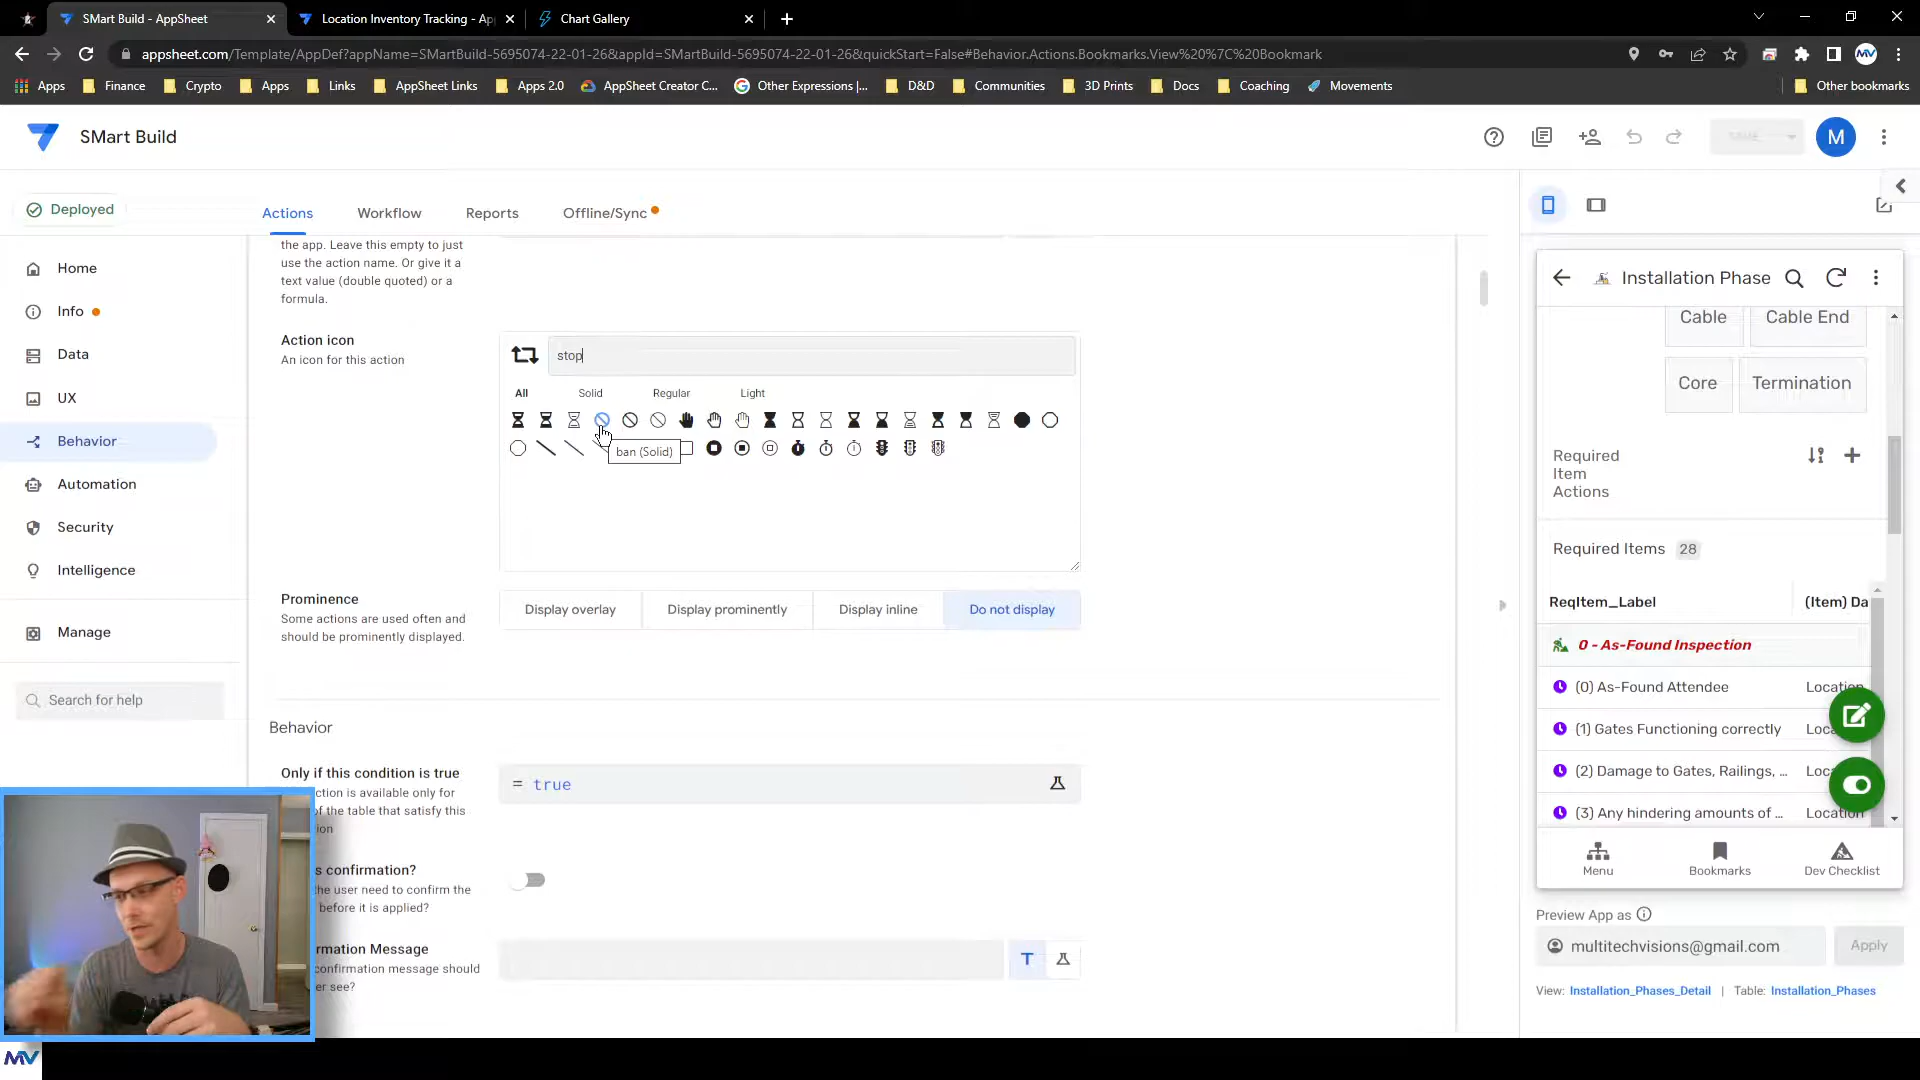 SMart Build - AppSheet
Location Inventory Tracking - Ap
Chart Gallery
appsheet.com/Template/AppDef?appName=SMartBuild-5695074-22-01-26&appId=SMartBuild-5695074-22-01-26&quickStart=False#Behavior.Actions.Bookmarks.View%20%7C%20Bookmark
Apps
Finance
Crypto
Apps
Links
AppSheet Links
Apps 2.0
AppSheet Creator C...
Other Expressions |...
D&D
Communities
3D Prints
Docs
Coaching
Movements
Other bookmarks
SMart Build
SAVE
M
Deployed
Actions
Workflow
Reports
Offline/Sync
Home
Info
Data
UX
Behavior
Automation
Security
Intelligence
Manage
Search for help
the app. Leave this empty to just
use the action name. Or give it a
text value (double quoted) or a
formula.
Action icon
An icon for this action
stop
All
Solid
Regular
Light
ban (Solid)
Prominence
Some actions are used often and
should be prominently displayed.
Display overlay
Display prominently
Display inline
Do not display
Behavior
Only if this condition is true
ction is available only for
of the table that satisfy this
ion
= true
s confirmation?
the user need to confirm the
before it is applied?
rmation Message
confirmation message should
er see?
T
Installation Phase
Cable
Cable End
Core
Termination
Required
Item
Actions
Required Items 28
ReqItem_Label
(Item) Da
0 - As-Found Inspection
(0) As-Found Attendee
Location
(1) Gates Functioning correctly
Loc
(2) Damage to Gates, Railings, ...
Loc
(3) Any hindering amounts of ...
Location
Menu
Bookmarks
Dev Checklist
Preview App as
multitechvisions@gmail.com
Apply
View: Installation_Phases_Detail | Table: Installation_Phases
MV